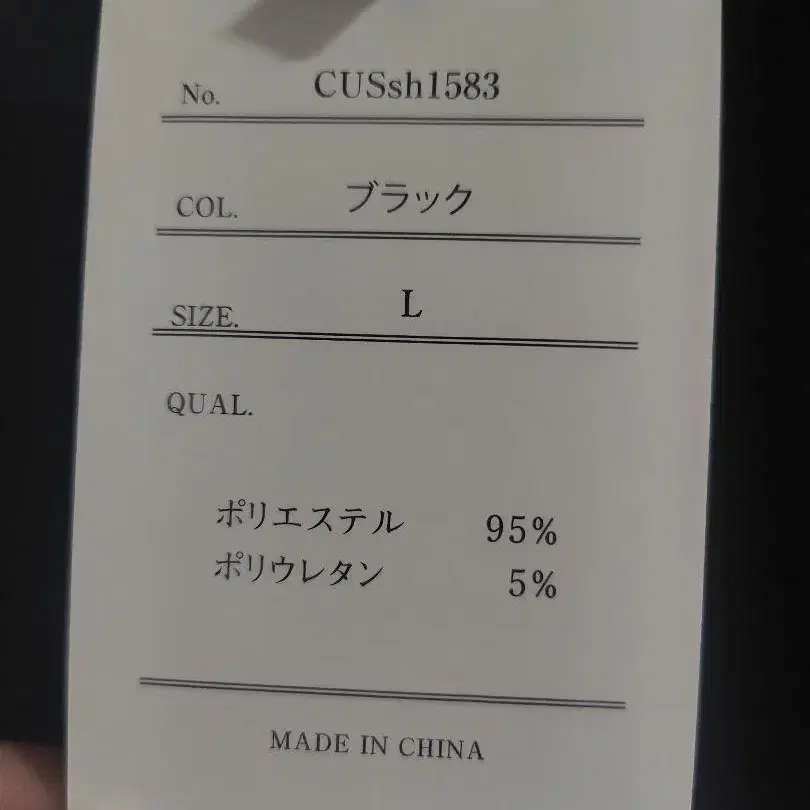 No. CUSsh1583
COL. ブラック
SIZE. L
QUAL.
ポリエステル 95%
ポリウレタン 5%
MADE IN CHINA